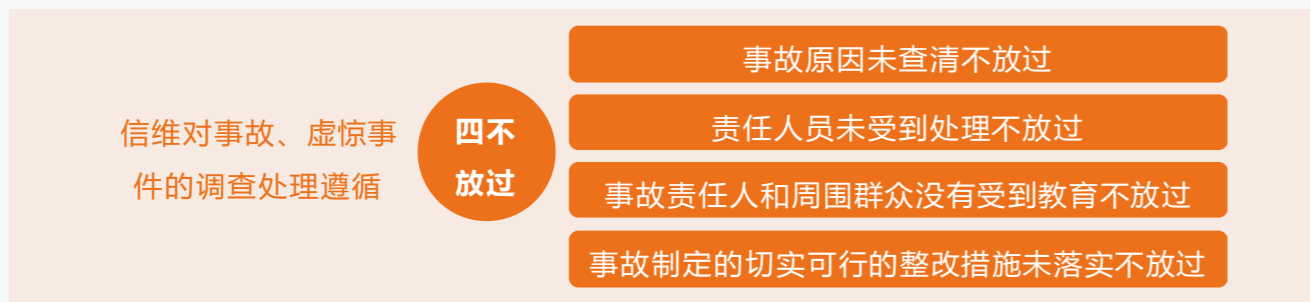 信维对事故、虚惊事
件的调查处理遵循
四不
放过
事故原因未查清不放过
责任人员未受到处理不放过
事故责任人和周围群众没有受到教育不放过
事故制定的切实可行的整改措施未落实不放过